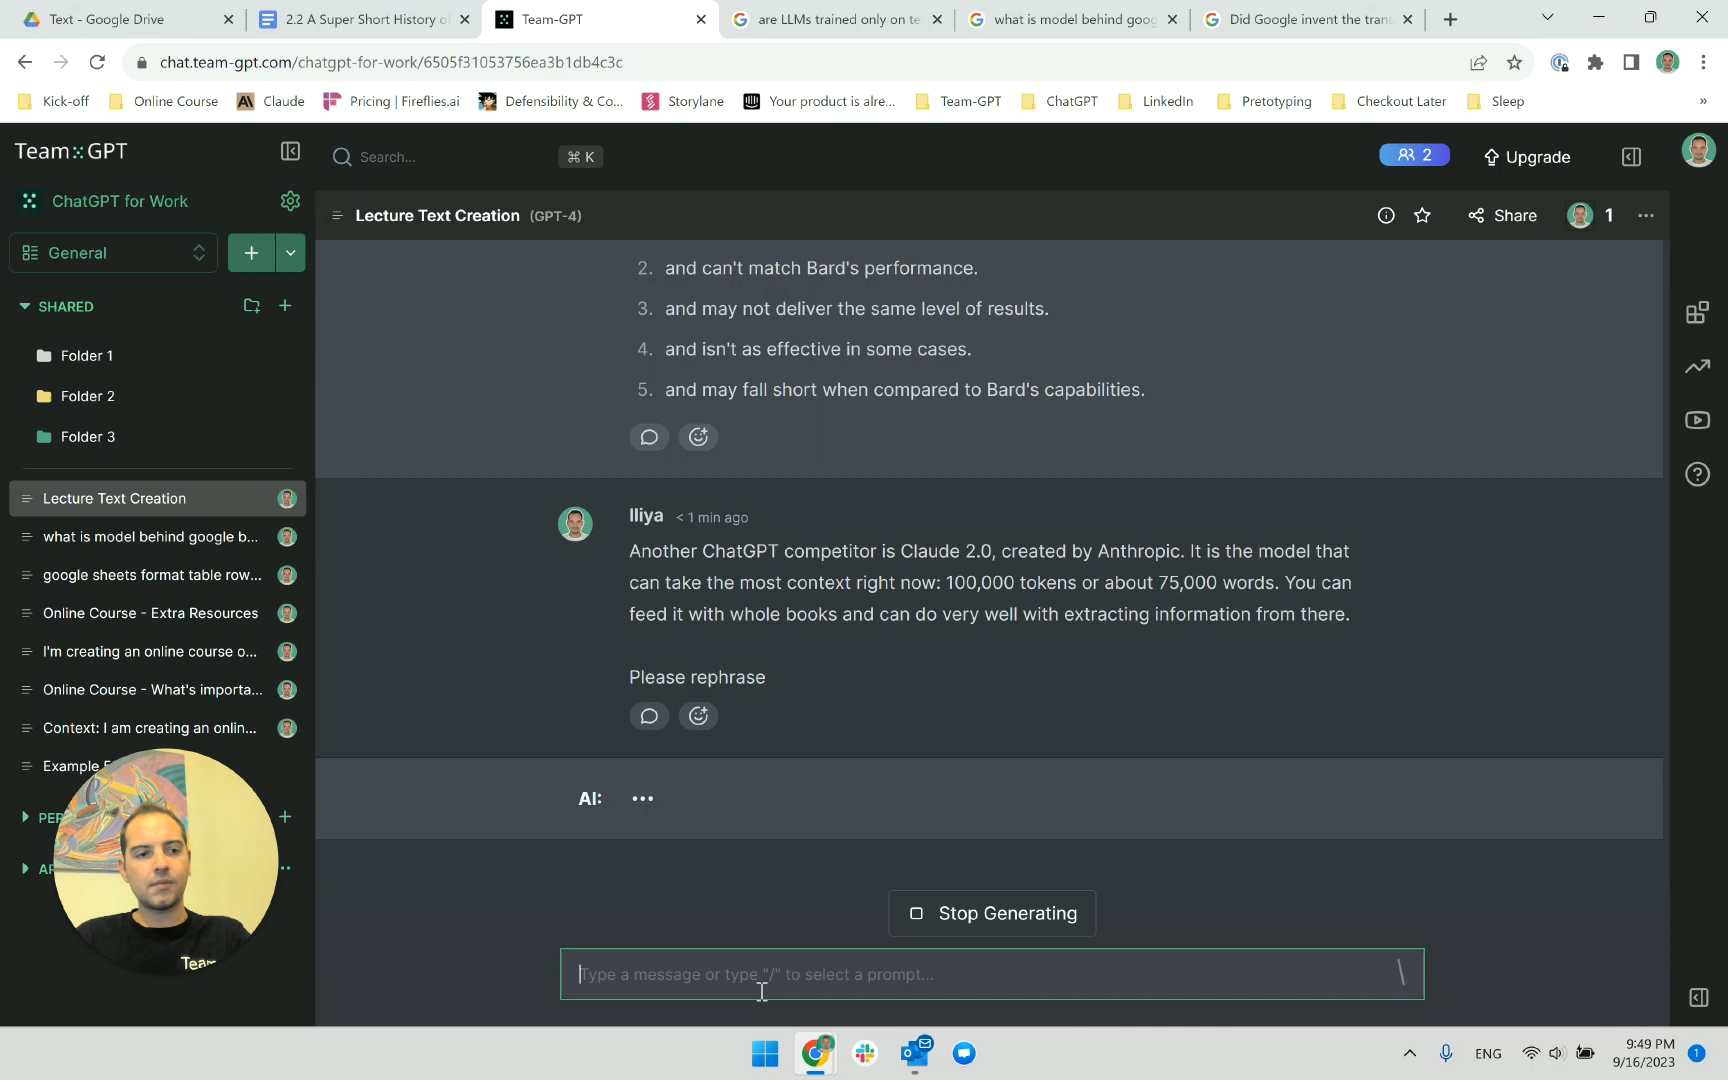 Text - Google Drive
2.2 A Super Short History of
Team-GPT
are LLMs trained only on te
what is model behind goog
Did Google invent the trans
chat.team-gpt.com/chatgpt-for-work/6505f31053756ea3b1db4c3c
Kick-off
Online Course
Claude
Pricing | Fireflies.ai
Defensibility & Co...
Storylane
Your product is alre...
Team-GPT
ChatGPT
LinkedIn
Pretotyping
Checkout Later
Sleep
»
Team GPT
Search...
⌘ K
2
Upgrade
ChatGPT for Work
Lecture Text Creation (GPT-4)
Share
1
General
SHARED
Folder 1
Folder 2
Folder 3
Lecture Text Creation
what is model behind google b...
google sheets format table row...
Online Course - Extra Resources
I'm creating an online course o...
Online Course - What's importa...
Context: I am creating an onlin...
Example
PE
A
Team
2. and can't match Bard's performance.
3. and may not deliver the same level of results.
4. and isn't as effective in some cases.
5. and may fall short when compared to Bard's capabilities.
Iliya < 1 min ago
Another ChatGPT competitor is Claude 2.0, created by Anthropic. It is the model that
can take the most context right now: 100,000 tokens or about 75,000 words. You can
feed it with whole books and can do very well with extracting information from there.
Please rephrase
AI:
Stop Generating
Type a message or type "/" to select a prompt...
ENG
9:49 PM
9/16/2023
1